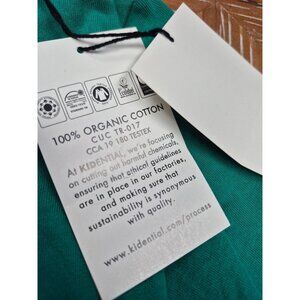 100% ORGANIC COTTON
CUC TR-017
CCA 19 180 TESTEX
At KIDENTIAL, we're focusing
on cutting out harmful chemicals,
ensuring that ethical guidelines
are in place in our factories,
and making sure that
sustainability is synonymous
with quality.
www.kidential.com/process